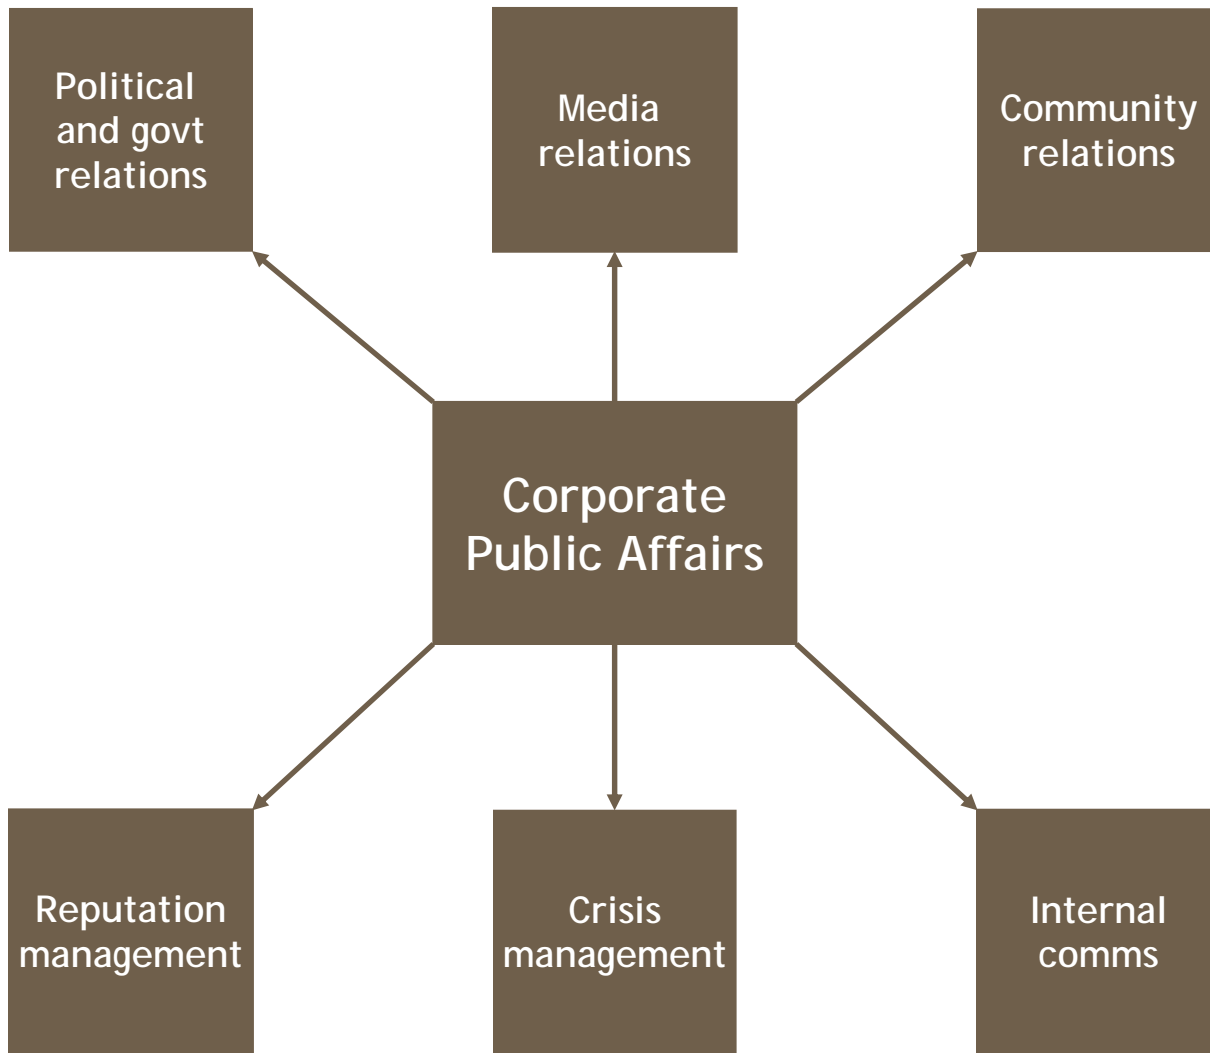 Political
and govt
relations
Media
relations
Community
relations
Corporate
Public Affairs
Reputation
management
Crisis
management
Internal
comms